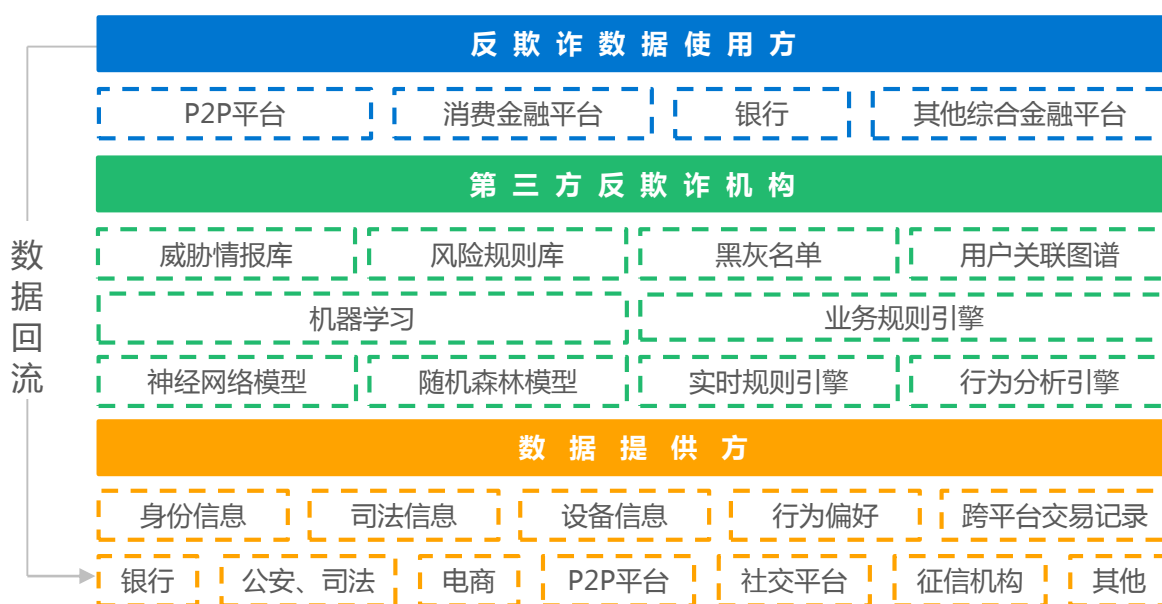 反欺诈数据使用方
P2P平台 消费金融平台 银行 其他综合金融平台
第三方反欺诈机构
威胁情报库 风险规则库 黑灰名单 用户关联图谱
机器学习 业务规则引擎
神经网络模型 随机森林模型 实时规则引擎 行为分析引擎
数据提供方
身份信息 司法信息 设备信息 行为偏好 跨平台交易记录
银行 公安、司法 电商 P2P平台 社交平台 征信机构 其他
数据回流